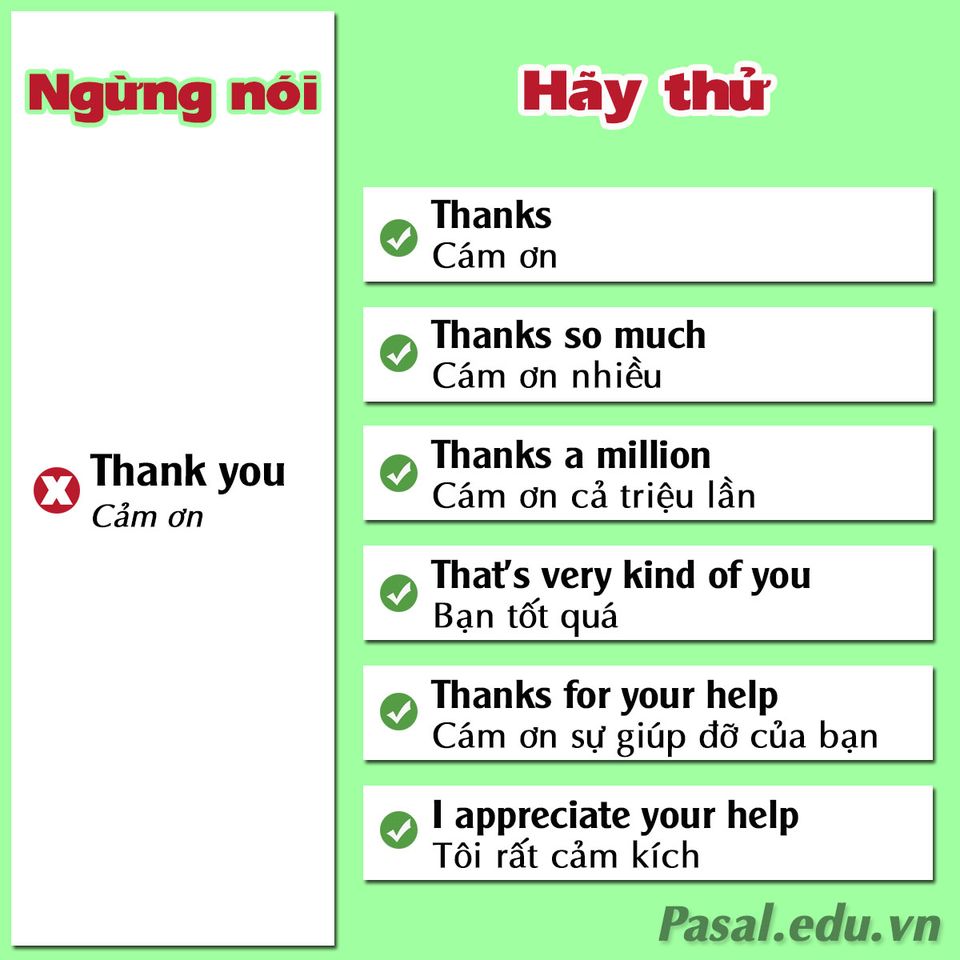 Ngừng nói
Thank you
Cảm ơn
Hãy thử
Thanks
Cám ơn
Thanks so much
Cám ơn nhiều
Thanks a million
Cám ơn cả triệu lần
That's very kind of you
Bạn tốt quá
Thanks for your help
Cám ơn sự giúp đỡ của bạn
I appreciate your help
Tôi rất cảm kích
Pasal.edu.vn